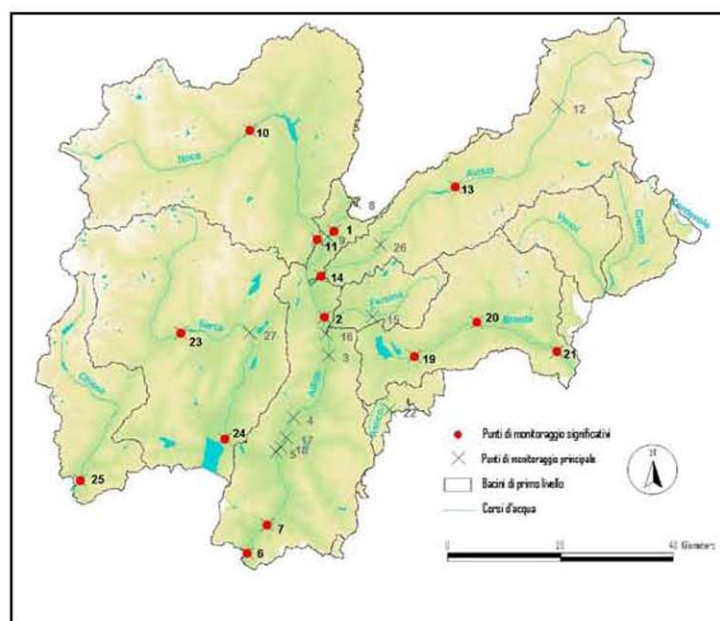 12
10
Noce
Avisio
13
8
Vanoi
Cismon
1
9
11
26
14
Fersina
2
15
20
Brenta
Sarca
23
27
16
3
19
21
Chiese
Adige
4
22
24
17
5
18
25
7
6
Punti di monitoraggio significativi
Punti di monitoraggio principale
Bacini di primo livello
Corsi d'acqua
0
20
40 Kilometers